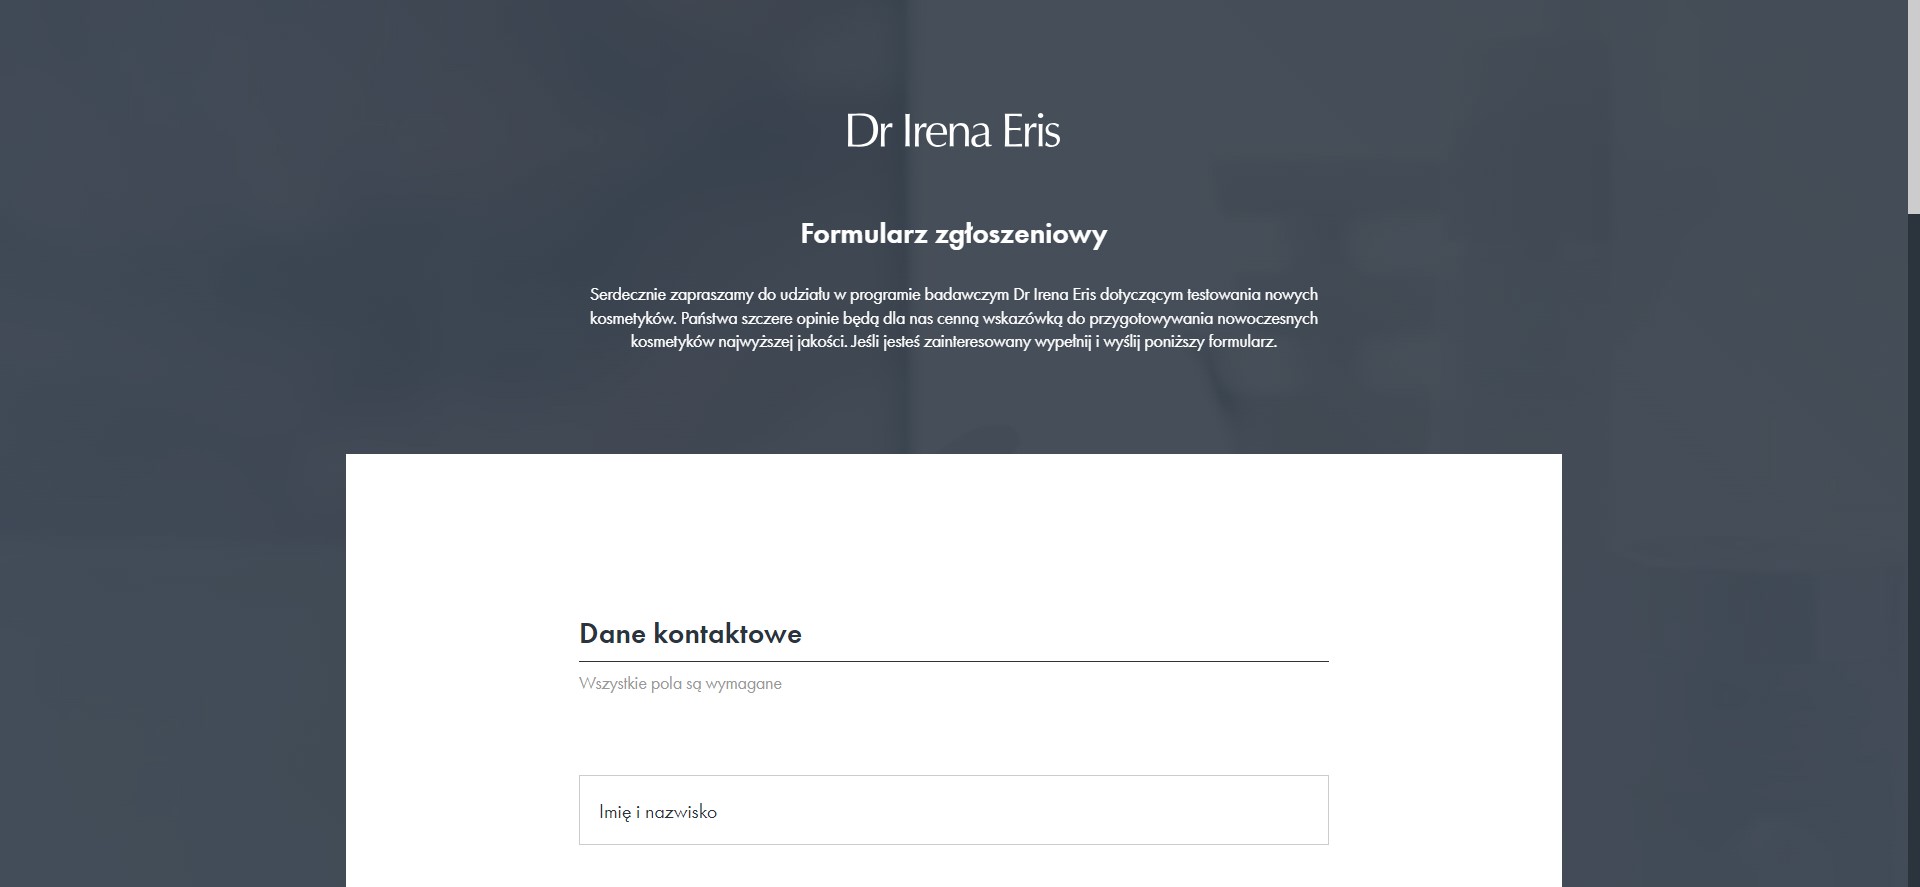 Dr Irena Eris
Formularz zgłoszeniowy
Serdecznie zapraszamy do udziału w programie badawczym Dr Irena Eris dotyczącym testowania nowych
kosmetyków. Państwa szczere opinie będą dla nas cenną wskazówką do przygotowywania nowoczesnych
kosmetyków najwyższej jakości. Jeśli jesteś zainteresowany wypełnij i wyślij poniższy formularz.
Dane kontaktowe
Wszystkie pola są wymagane
Imię i nazwisko